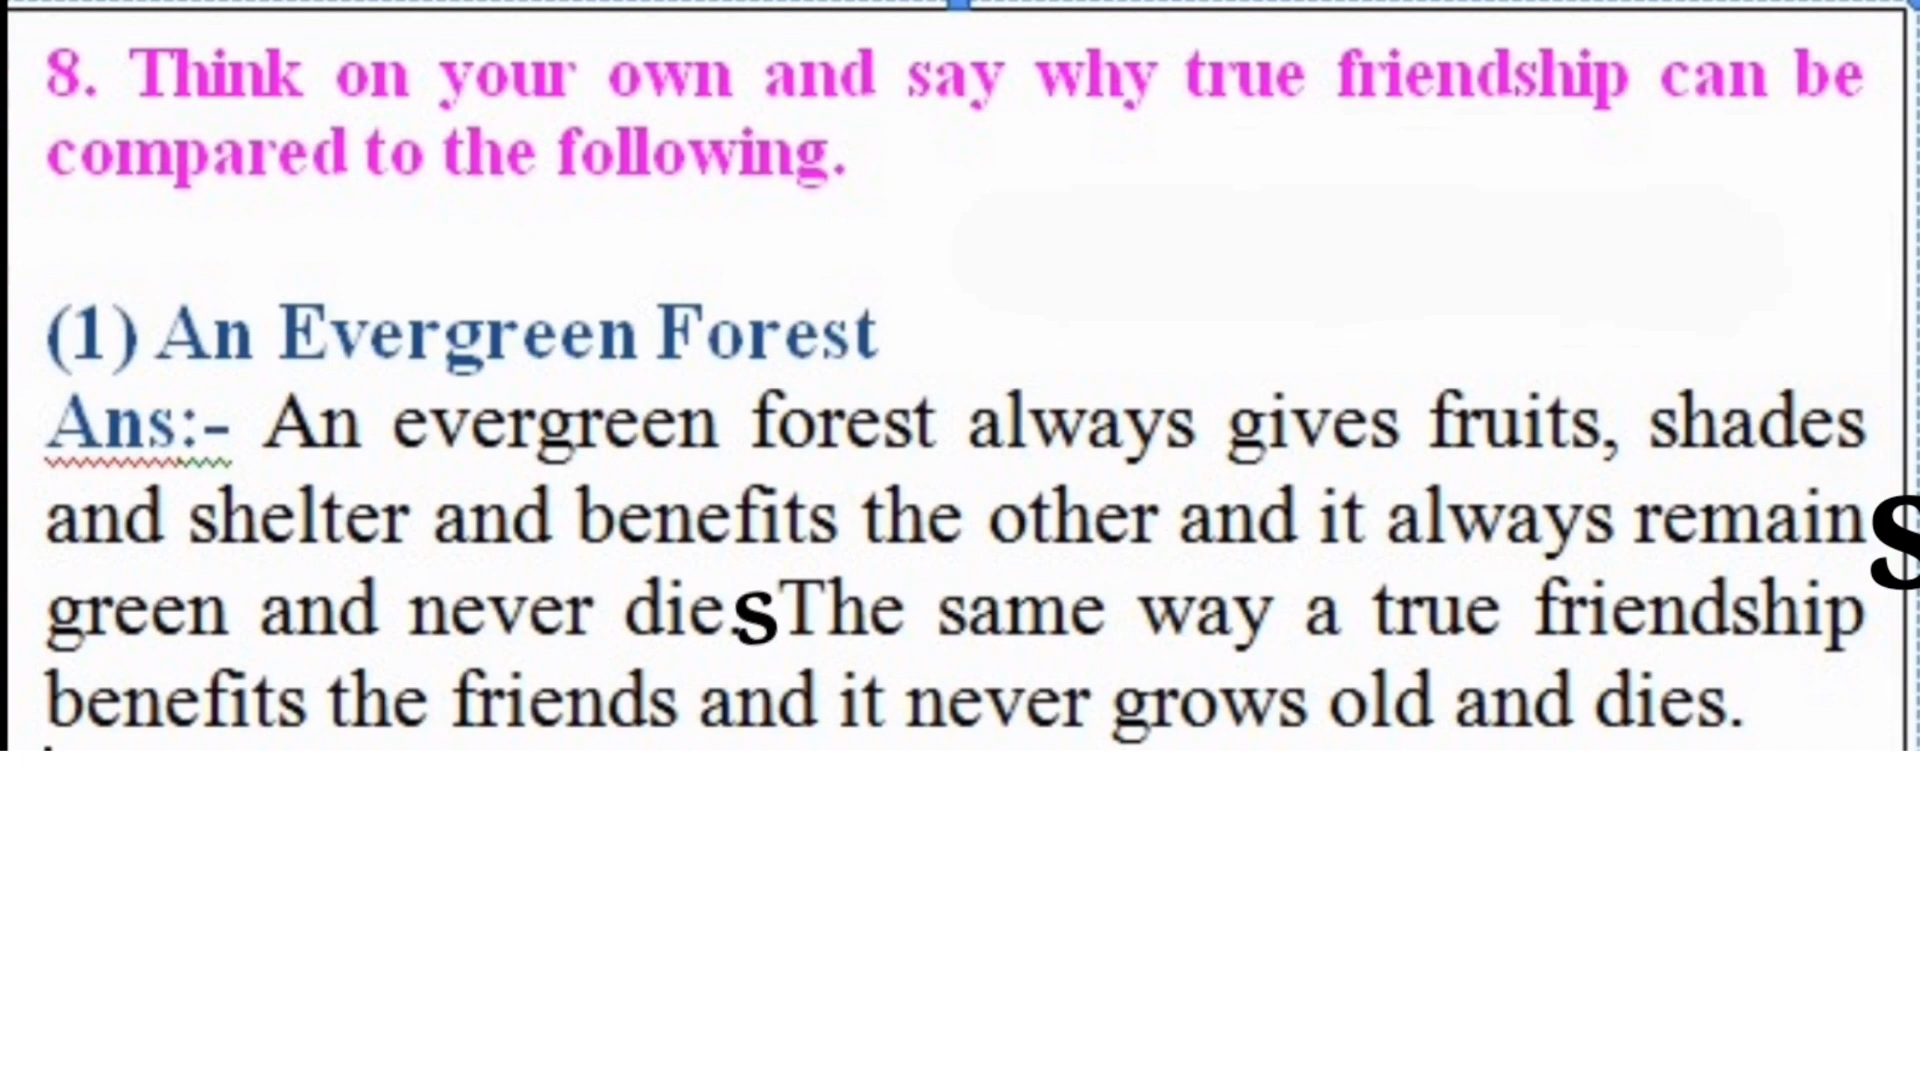 8. Think on your own and say why true friendship can be
compared to the following.
(1) An Evergreen Forest
Ans:- An evergreen forest always gives fruits, shades
and shelter and benefits the other and it always remains
green and never dies The same way a true friendship
benefits the friends and it never grows old and dies.